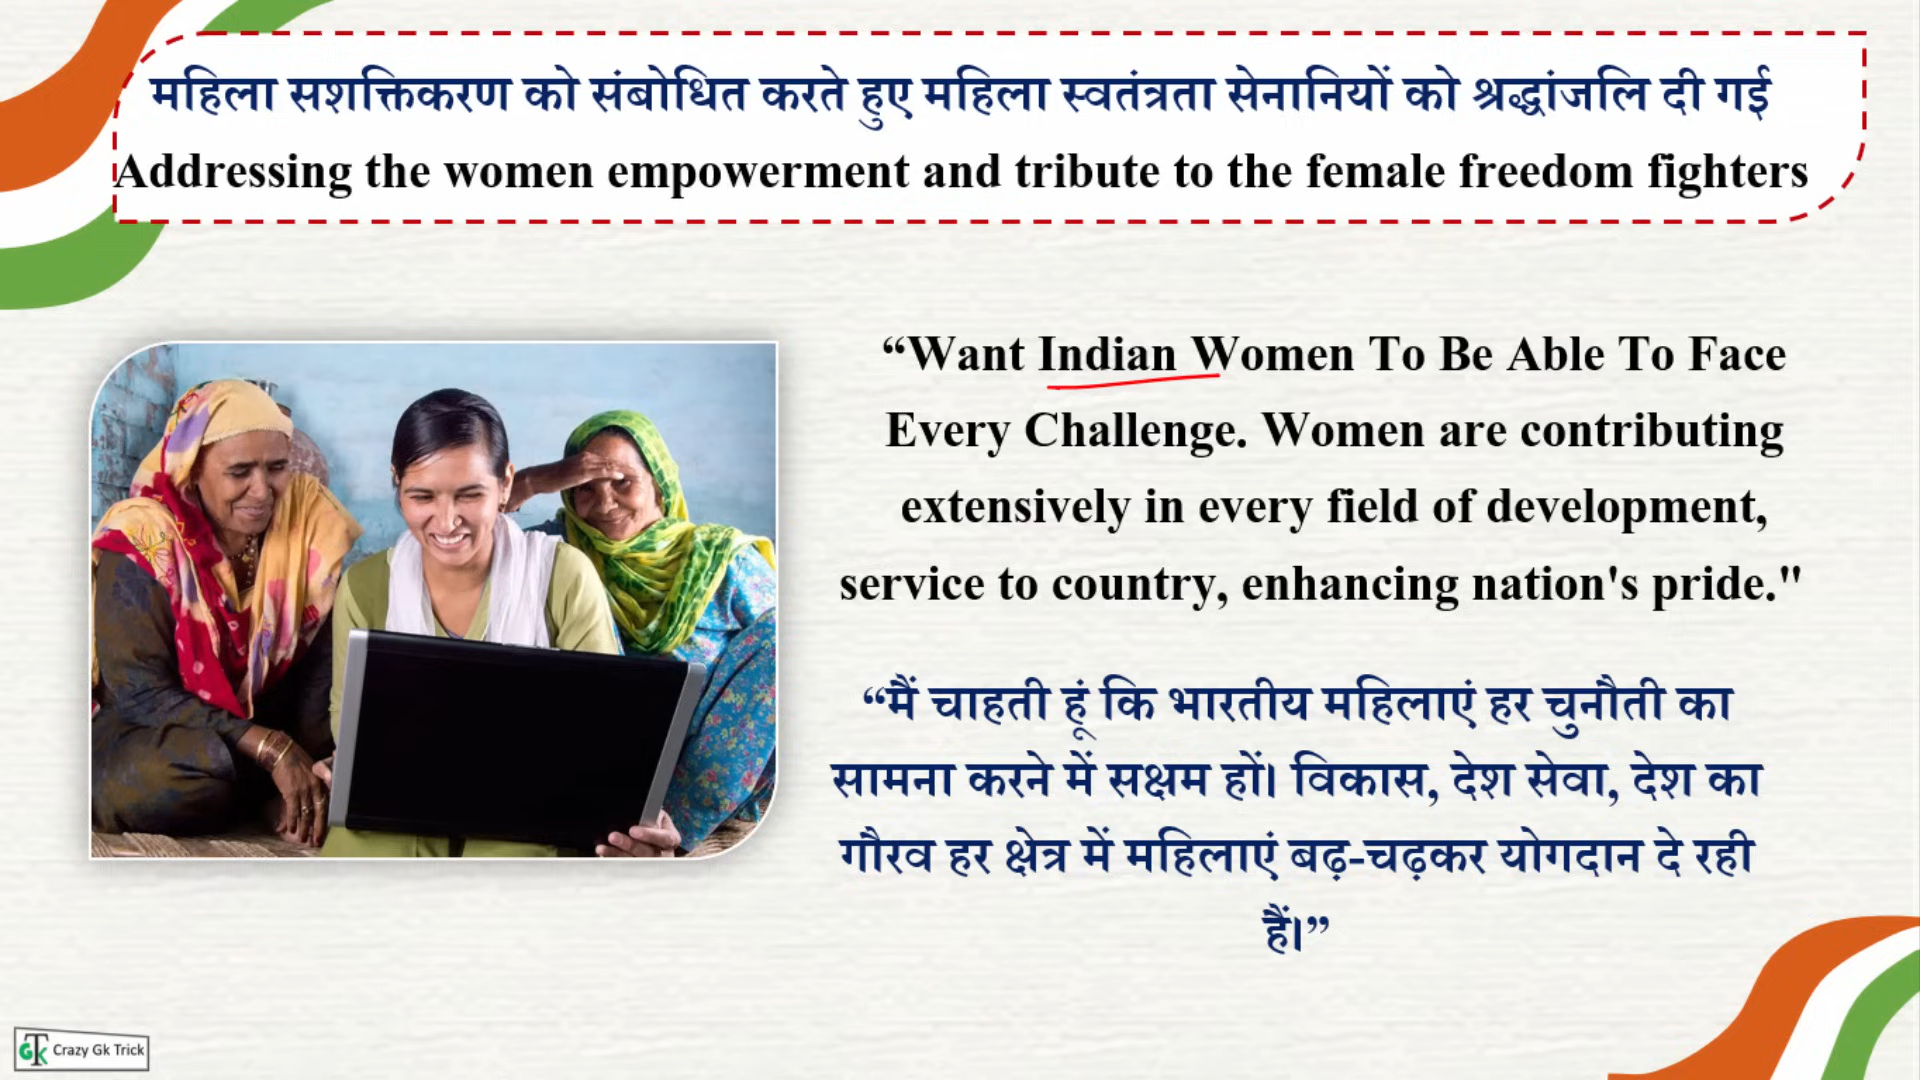 महिला सशक्तिकरण को संबोधित करते हुए महिला स्वतंत्रता सेनानियों को श्रद्धांजलि दी गई
Addressing the women empowerment and tribute to the female freedom fighters
“Want Indian Women To Be Able To Face
Every Challenge. Women are contributing
extensively in every field of development,
service to country, enhancing nation's pride."
“मैं चाहती हूं कि भारतीय महिलाएं हर चुनौती का
सामना करने में सक्षम हों। विकास, देश सेवा, देश का
गौरव हर क्षेत्र में महिलाएं बढ़-चढ़कर योगदान दे रही
हैं।”
GTK Crazy Gk Trick